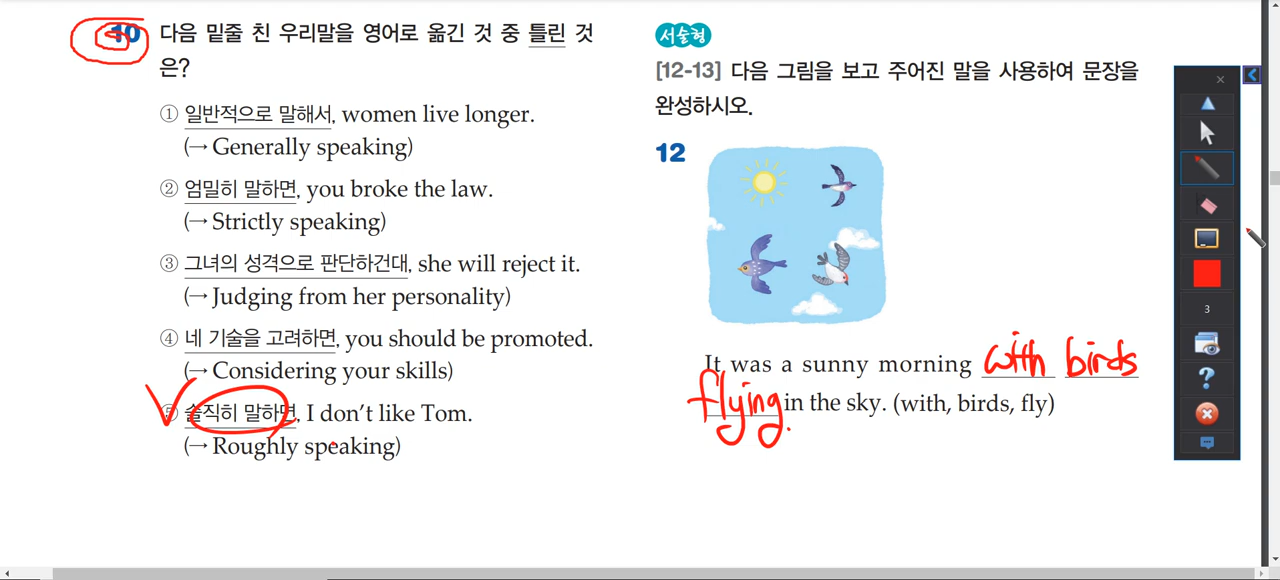 10 다음 밑줄 친 우리말을 영어로 옮긴 것 중 틀린 것
은?
① 일반적으로 말해서, women live longer.
(→ Generally speaking)
② 엄밀히 말하면, you broke the law.
(→ Strictly speaking)
③ 그녀의 성격으로 판단하건대, she will reject it.
(→ Judging from her personality)
④ 네 기술을 고려하면, you should be promoted.
(→ Considering your skills)
⑤ 솔직히 말하면, I don't like Tom.
(→ Roughly speaking)
서술형
[12-13] 다음 그림을 보고 주어진 말을 사용하여 문장을
완성하시오.
12
It was a sunny morning with birds
flying in the sky. (with, birds, fly)
3